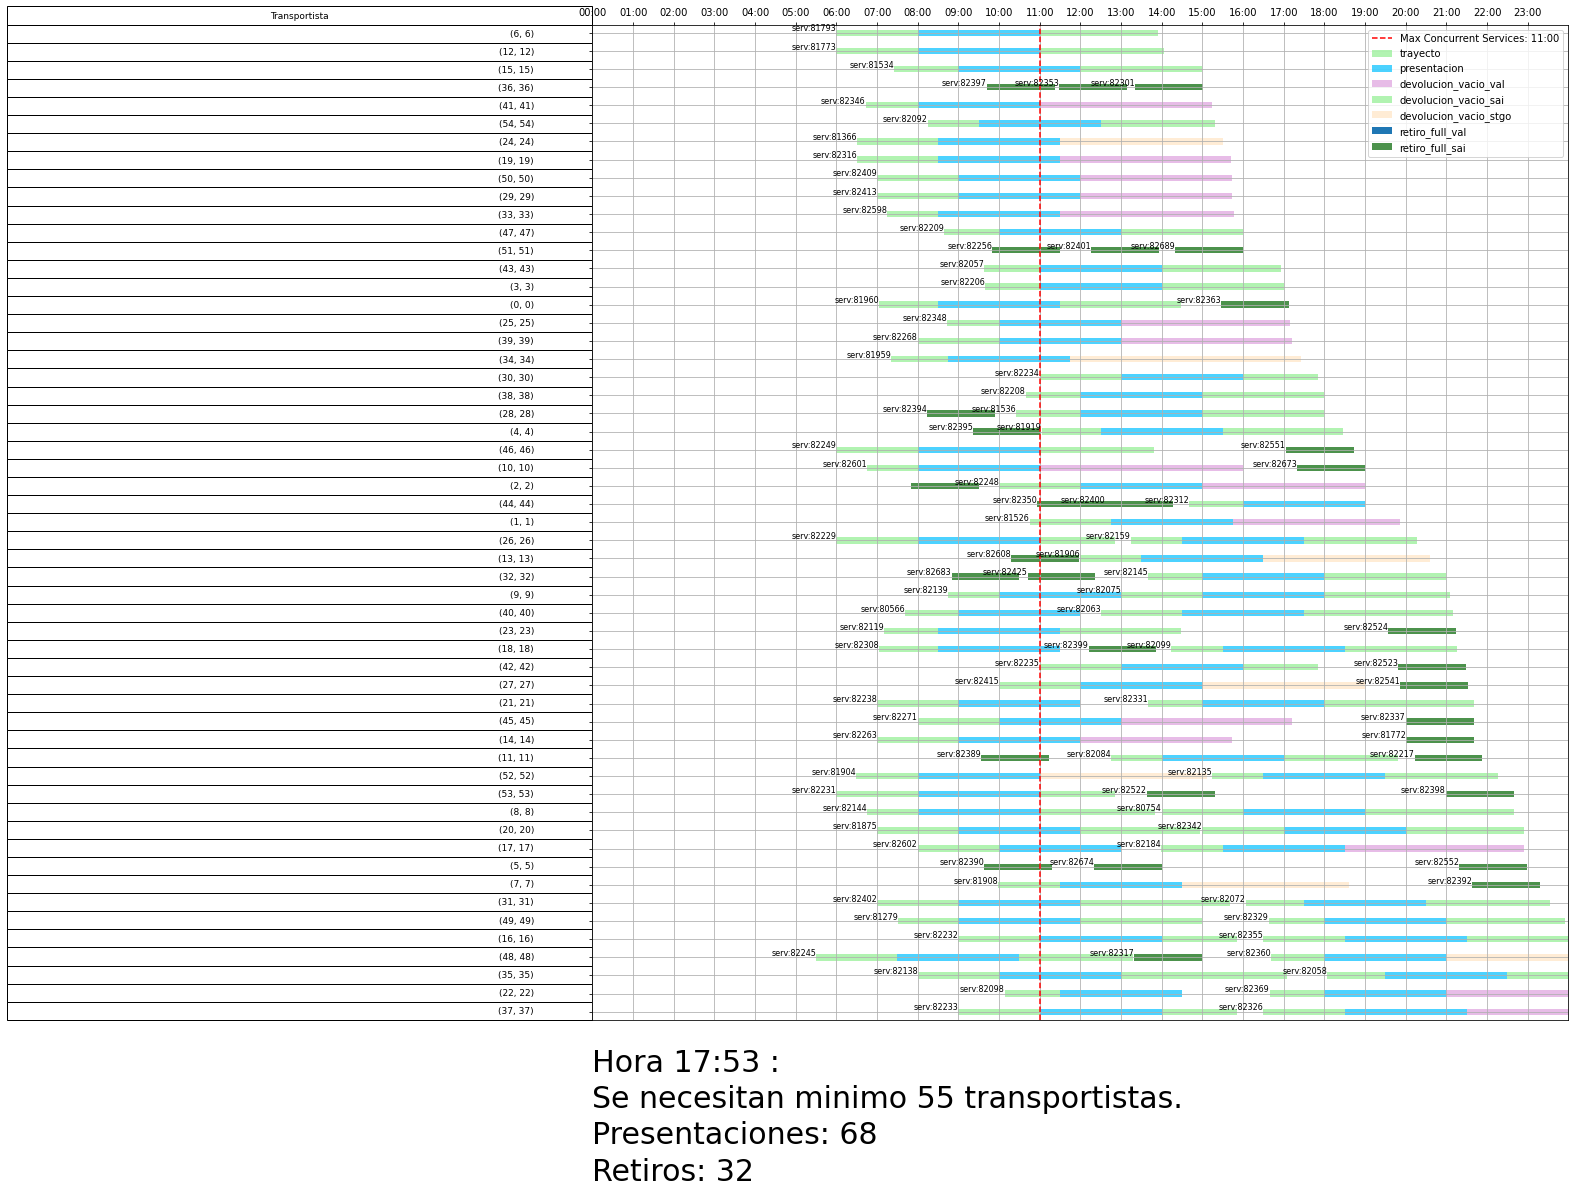 Transportista
00:00 01:00 02:00 03:00 04:00 05:00 06:00 07:00 08:00 09:00 10:00 11:00 12:00 13:00 14:00 15:00 16:00 17:00 18:00 19:00 20:00 21:00 22:00 23:00
Max Concurrent Services: 11:00
trayecto
presentacion
devolucion_vacio_val
devolucion_vacio_sai
devolucion_vacio_stgo
retiro_full_val
retiro_full_sai
(6, 6) serv:81793
(12, 12) serv:81773
(15, 15) serv:81534
(36, 36) serv:82397 serv:82353 serv:82301
(41, 41) serv:82346
(54, 54) serv:82092
(24, 24) serv:81366
(19, 19) serv:82316
(50, 50) serv:82409
(29, 29) serv:82413
(33, 33) serv:82598
(47, 47) serv:82209
(51, 51) serv:82256 serv:82401 serv:82689
(43, 43) serv:82057
(3, 3) serv:82206
(0, 0) serv:81960 serv:82363
(25, 25) serv:82348
(39, 39) serv:82268
(34, 34) serv:81959
(30, 30) serv:82234
(38, 38) serv:82208
(28, 28) serv:82394 serv:81536
(4, 4) serv:82395 serv:81919
(46, 46) serv:82249 serv:82551
(10, 10) serv:82601 serv:82673
(2, 2) serv:82248
(44, 44) serv:82350 serv:82400 serv:82312
(1, 1) serv:81526
(26, 26) serv:82229 serv:82159
(13, 13) serv:82608 serv:81906
(32, 32) serv:82683 serv:82425 serv:82145
(9, 9) serv:82139 serv:82075
(40, 40) serv:80566 serv:82063
(23, 23) serv:82119 serv:82524
(18, 18) serv:82308 serv:82399 serv:82099
(42, 42) serv:82235 serv:82523
(27, 27) serv:82415 serv:82541
(21, 21) serv:82238 serv:82331
(45, 45) serv:82271 serv:82337
(14, 14) serv:82263 serv:81772
(11, 11) serv:82389 serv:82084 serv:82217
(52, 52) serv:81904 serv:82135
(53, 53) serv:82231 serv:82522 serv:82398
(8, 8) serv:82144 serv:80754
(20, 20) serv:81875 serv:82342
(17, 17) serv:82602 serv:82184
(5, 5) serv:82390 serv:82674 serv:82552
(7, 7) serv:81908 serv:82392
(31, 31) serv:82402 serv:82072
(49, 49) serv:81279 serv:82329
(16, 16) serv:82232 serv:82355
(48, 48) serv:82245 serv:82317 serv:82360
(35, 35) serv:82138 serv:82058
(22, 22) serv:82098 serv:82369
(37, 37) serv:82233 serv:82326
Hora 17:53 :
Se necesitan minimo 55 transportistas.
Presentaciones: 68
Retiros: 32